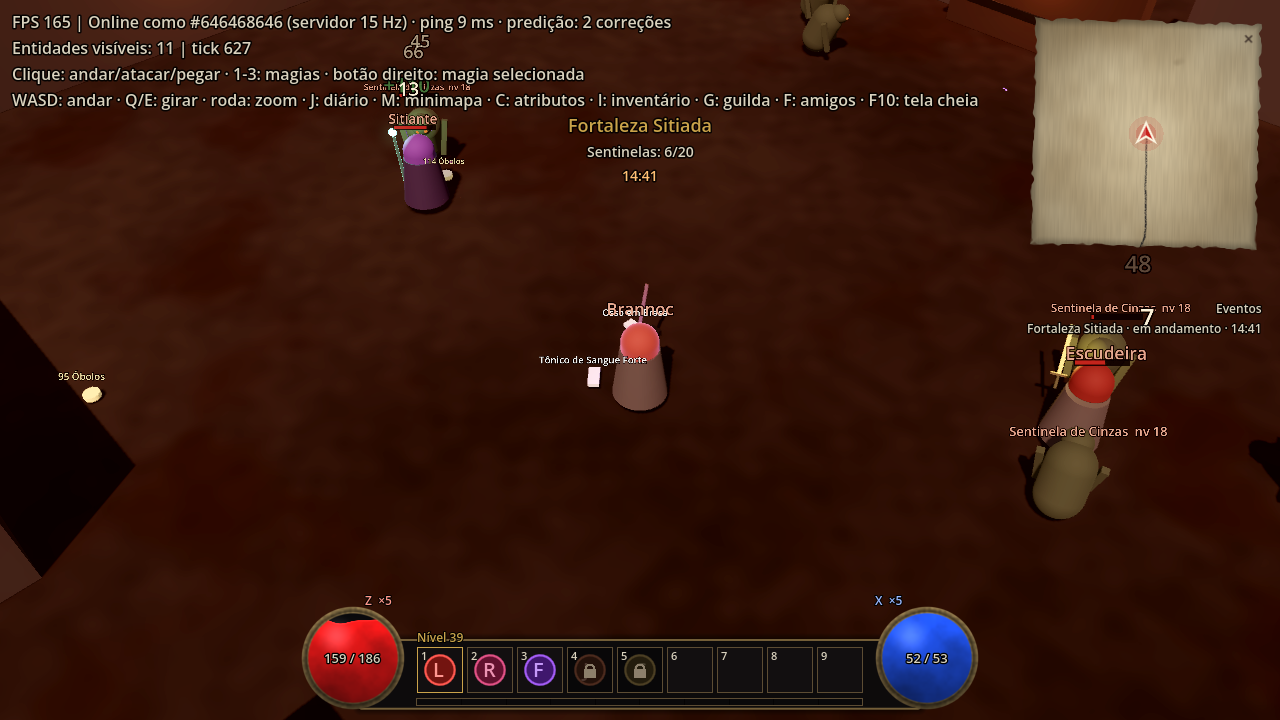 FPS 165 | Online como #646468646 (servidor 15 Hz) · ping 9 ms · predição: 2 correções
Entidades visíveis: 11 | tick 627
45
66
Clique: andar/atacar/pegar · 1-3: magias · botão direito: magia selecionada
nv 18
13
WASD: andar · Q/E: girar · roda: zoom · J: diário · M: minimapa · C: atributos · I: inventário · G: guilda · F: amigos · F10: tela cheia
Sitiante
Fortaleza Sitiada
Sentinelas: 6/20
114 Óbolos
14:41
×
48
Sentinela de Cinzas nv 18
Eventos
7
Brannoc
Fortaleza Sitiada · em andamento · 14:41
Escudeira
Tônico de Sangue Forte
95 Óbolos
Sentinela de Cinzas nv 18
Z ×5
X ×5
Nível 39
159 / 186
1 L
2 R
3 F
4
5
6
7
8
9
52 / 53